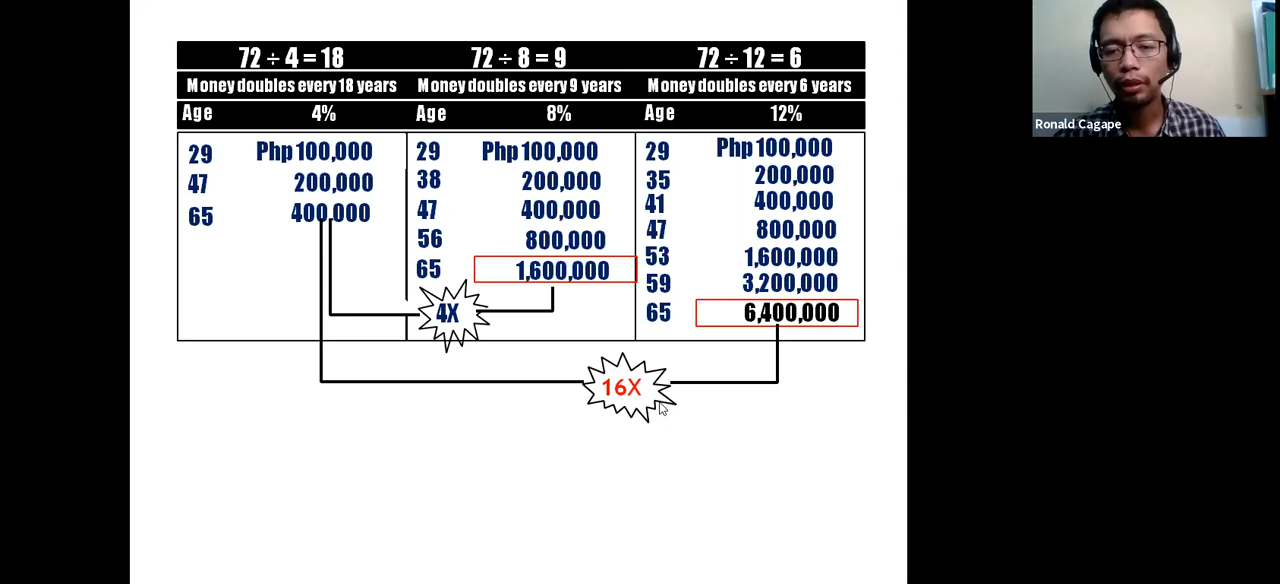 72 ÷ 4 = 18 72 ÷ 8 = 9 72 ÷ 12 = 6
Money doubles every 18 years Money doubles every 9 years Money doubles every 6 years
Age 4% Age 8% Age 12%
29 Php 100,000
47 200,000
65 400,000
29 Php 100,000
38 200,000
47 400,000
56 800,000
65 1,600,000
29 Php 100,000
35 200,000
41 400,000
47 800,000
53 1,600,000
59 3,200,000
65 6,400,000
4X
16X
Ronald Cagape